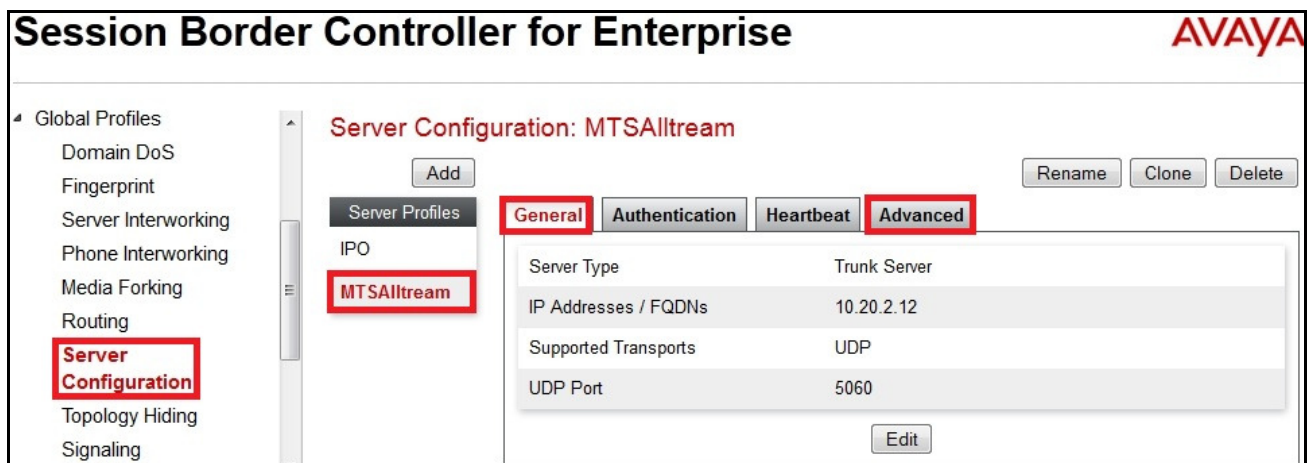 Session Border Controller for Enterprise
AVAYA
Global Profiles
Domain DoS
Fingerprint
Server Interworking
Phone Interworking
Media Forking
Routing
Server
Configuration
Topology Hiding
Signaling
Server Configuration: MTSAlltream
Add
Rename Clone Delete
Server Profiles
IPO
MTSAlltream
General Authentication Heartbeat Advanced
Server Type Trunk Server
IP Addresses / FQDNs 10.20.2.12
Supported Transports UDP
UDP Port 5060
Edit